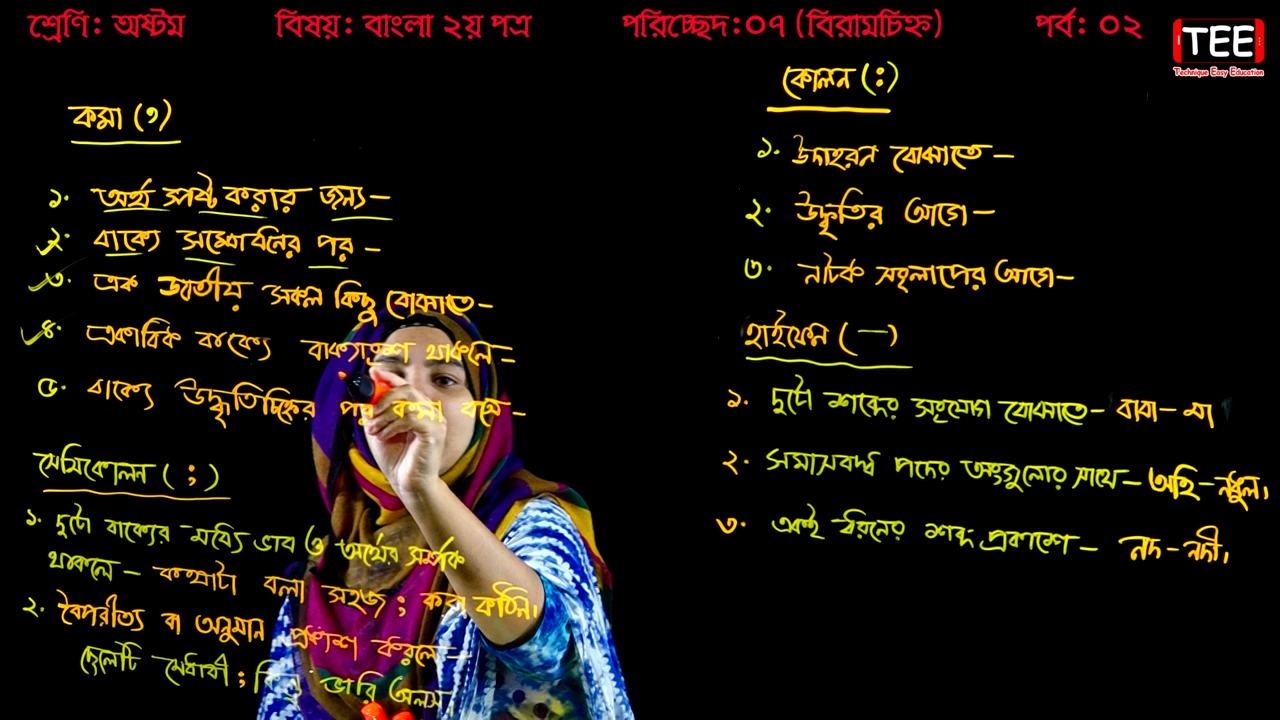 শ্রেণি: অষ্টম
বিষয়: বাংলা ২য় পত্র
পরিচ্ছেদ:০৭ (বিরামচিহ্ন)
পর্ব: ০২
TEE
Technique Easy Education
কমা (,)
১. অর্থ স্পষ্ট করার জন্য-
২. বাক্যে সম্বোধনের পর -
৩. এক জাতীয় সকল কিছু বোঝাতে-
৪. একাধিক বাক্যে বাক্যাংশ থাকলে-
৫. বাক্যে উদ্ধৃতিচিহ্নের পর কমা বসে -
সেমিকোলন ( ; )
১. দুটো বাক্যের মধ্যে ভাব ও অর্থের সম্পর্ক
থাকলে - কথাটা বলা সহজ ; করা কঠিন।
২. বৈপরীত্য বা অনুমান প্রকাশ করলে-
ছেলেটি মেধাবী ; কিন্তু ভারি অলস।
কোলন ( : )
১. উদাহরন বোঝাতে -
২. উদ্ধৃতির আগে -
৩. নাটক সংলাপের আগে-
হাইফেন ( — )
১. দুটো শব্দের সংযোগ বোঝাতে- বাবা - মা
২. সমাসবদ্ধ পদের অংশগুলোর সাথে - অহি - নকুল।
৩. একই ধরনের শব্দ প্রকাশে - নদ - নদী।